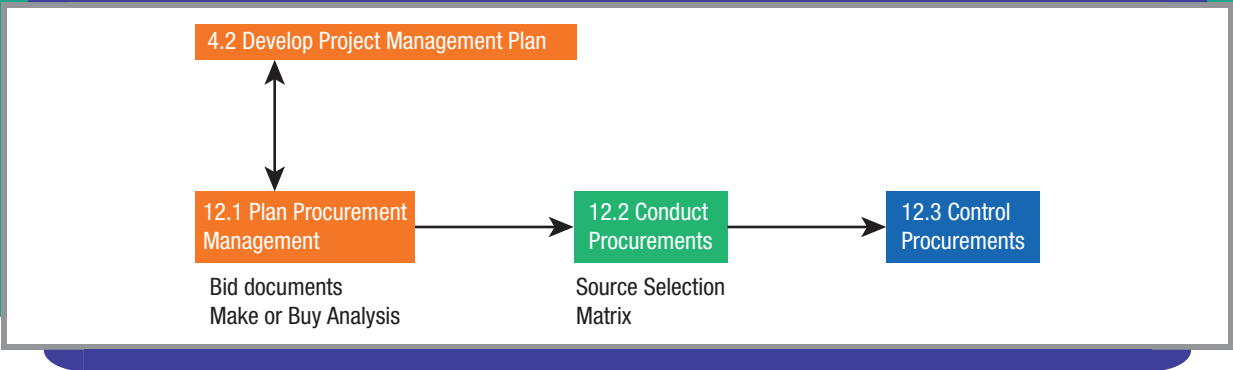 4.2 Develop Project Management Plan
12.1 Plan Procurement
Management
12.2 Conduct
Procurements
12.3 Control
Procurements
Bid documents
Make or Buy Analysis
Source Selection
Matrix